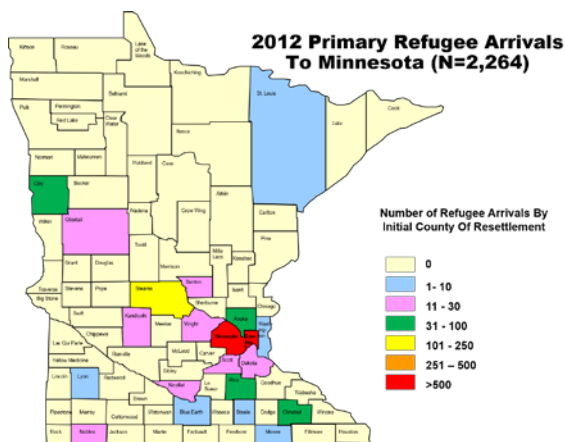 2012 Primary Refugee Arrivals
To Minnesota (N=2,264)
Kittson
Roseau
Lake
of the
Woods
Koochiching
Marshall
St. Louis
Beltrami
Cook
Lake
Polk
Pennington
Red Lake
Clear
Water
Itasca
Norman
Mahnomen
Hubbard
Cass
Clay
Becker
Aitkin
Wadena
Crow Wing
Carlton
Wilkin
Ottertail
Pine
Todd
Mille
Lacs
Kanabec
Grant
Douglas
Morrison
Benton
Traverse
Stevens
Pope
Stearns
Isanti
Big Stone
Sherburne
Chicago
Swift
Kandiyohi
Meeker
Wright
Anoka
Chippewa
Hennepin
Lac Qui Parle
McLeod
Carver
Renville
Scott
Dakota
Yellow Medicine
Sibley
Lincoln
Lyon
Redwood
Nicollet
Le
Sueur
Rice
Goodhue
Wabasha
Brown
Pipestone
Murray
Cottonwood
Watonwan
Blue Earth
Waseca
Steele
Dodge
Olmsted
Winona
Rock
Nobles
Jackson
Martin
Faribault
Freeborn
Mower
Fillmore
Houston
Number of Refugee Arrivals By
Initial County Of Resettlement
0
1- 10
11 - 30
31 - 100
101 - 250
251 – 500
>500